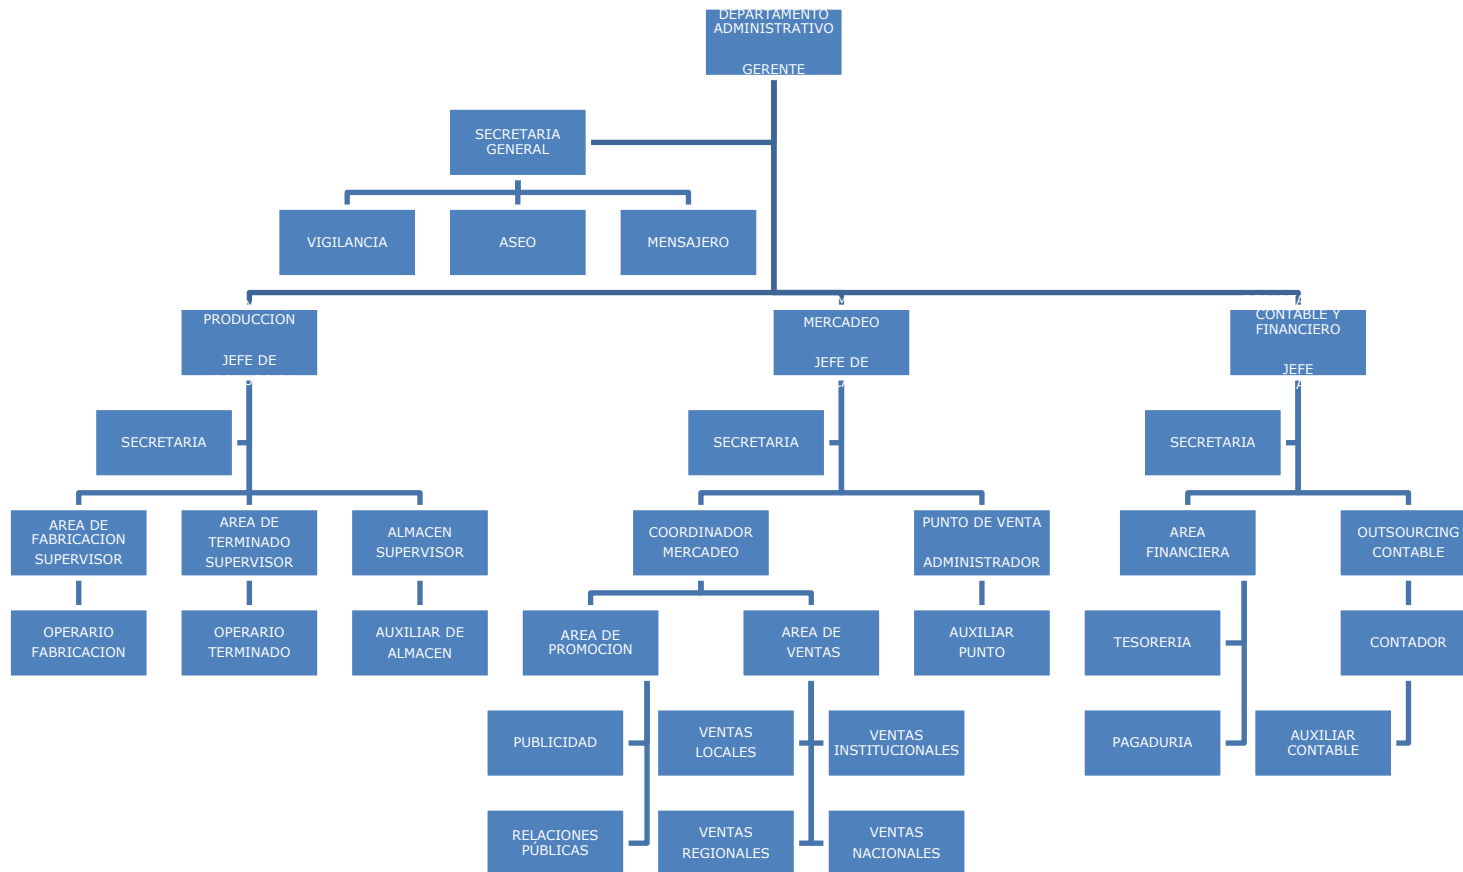 DEPARTAMENTO
ADMINISTRATIVO
GERENTE
SECRETARIA
GENERAL
VIGILANCIA
ASEO
MENSAJERO
PRODUCCION
JEFE DE
MERCADEO
JEFE DE
CONTABLE Y
FINANCIERO
JEFE
SECRETARIA
SECRETARIA
SECRETARIA
AREA DE
FABRICACION
SUPERVISOR
AREA DE
TERMINADO
SUPERVISOR
ALMACEN
SUPERVISOR
COORDINADOR
MERCADEO
PUNTO DE VENTA
ADMINISTRADOR
AREA
FINANCIERA
OUTSOURCING
CONTABLE
OPERARIO
FABRICACION
OPERARIO
TERMINADO
AUXILIAR DE
ALMACEN
AREA DE
PROMOCION
AREA DE
VENTAS
AUXILIAR
PUNTO
TESORERIA
CONTADOR
PUBLICIDAD
VENTAS
LOCALES
VENTAS
INSTITUCIONALES
PAGADURIA
AUXILIAR
CONTABLE
RELACIONES
PÚBLICAS
VENTAS
REGIONALES
VENTAS
NACIONALES